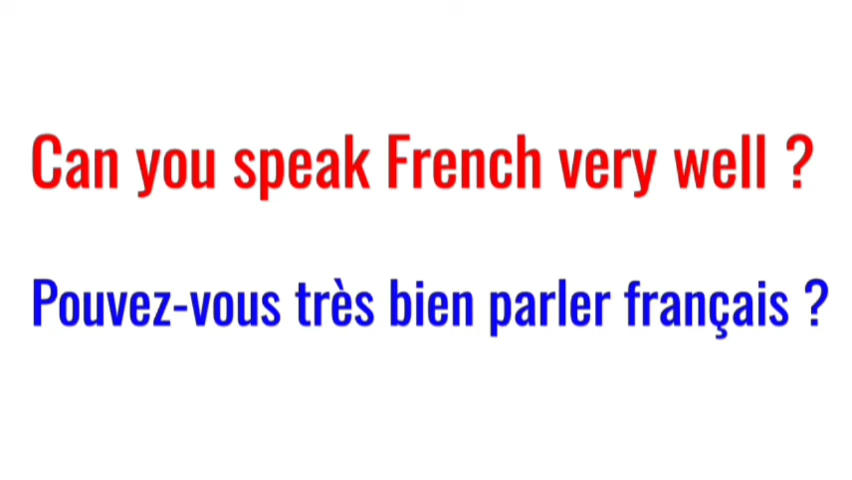 Can you speak French very well ?
Pouvez-vous très bien parler français ?